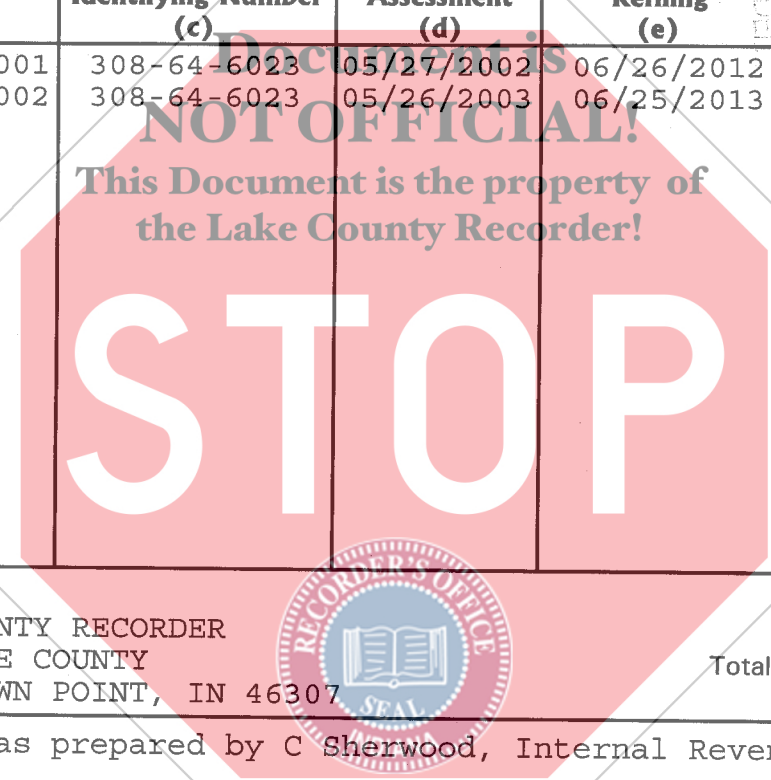 Identifying Number Assessment Refiling
(c) (d) (e)
Document is
001 308-64-6023 05/27/2002 06/26/2012
002 308-64-6023 05/26/2003 06/25/2013
NOT OFFICIAL!
This Document is the property of
the Lake County Recorder!
STOP
RECORDER'S OFFICE
SEAL
INDIANA
NTY RECORDER
E COUNTY
Total
WN POINT, IN 46307
as prepared by C Sherwood, Internal Reven